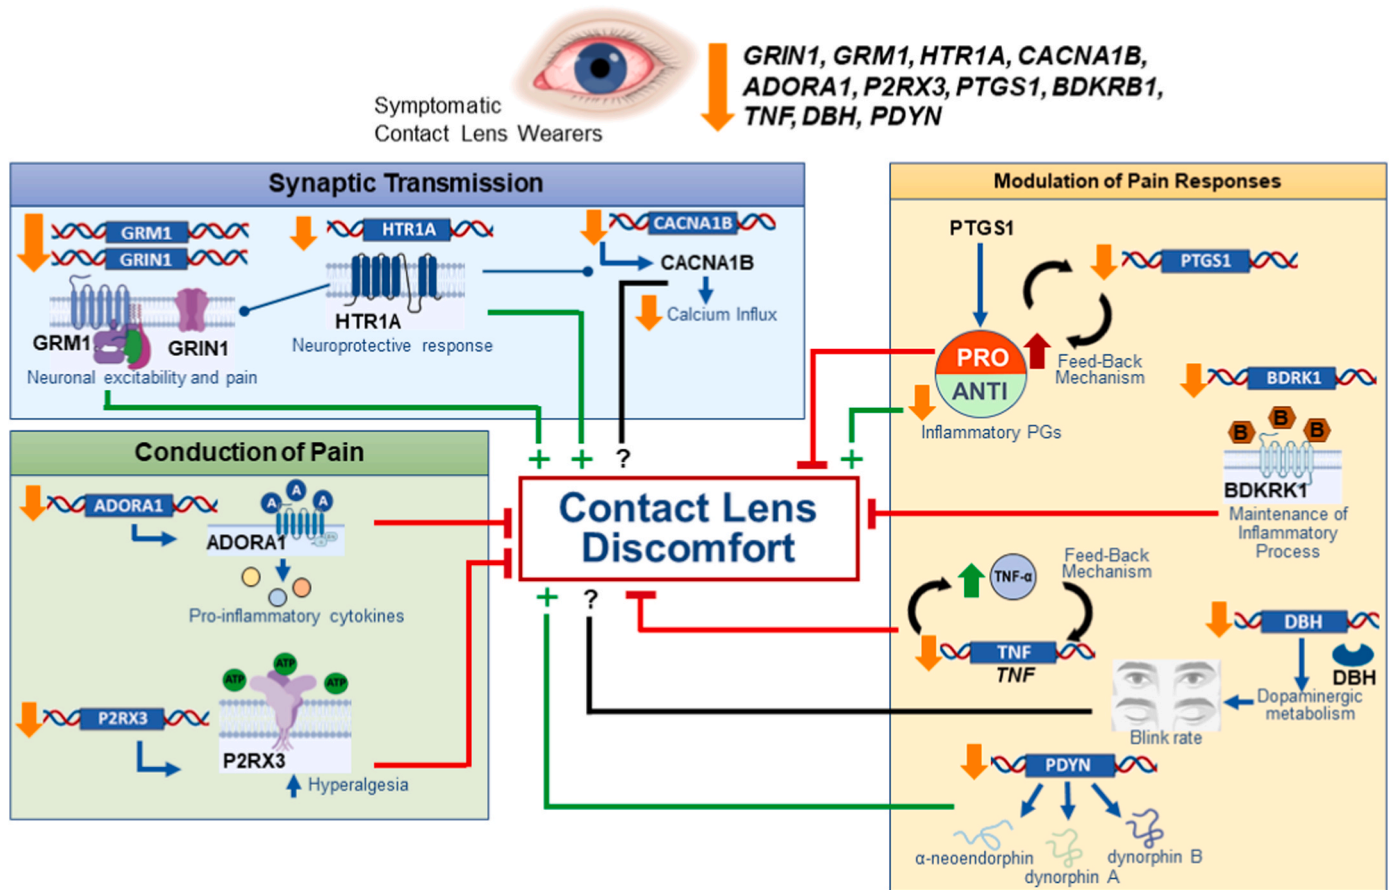 GRIN1, GRM1, HTR1A, CACNA1B,
ADORA1, P2RX3, PTGS1, BDKRB1,
TNF, DBH, PDYN
Symptomatic
Contact Lens Wearers
Synaptic Transmission
GRM1
GRIN1
GRM1
GRIN1
Neuronal excitability and pain
HTR1A
HTR1A
Neuroprotective response
CACNA1B
CACNA1B
Calcium Influx
+
+
?
Conduction of Pain
ADORA1
A
A
A
ADORA1
Pro-inflammatory cytokines
P2RX3
ATP
ATP
ATP
P2RX3
Hyperalgesia
Contact Lens
Discomfort
+
?
+
Modulation of Pain Responses
PTGS1
PTGS1
PRO
ANTI
Feed-Back
Mechanism
Inflammatory PGs
BDRK1
B
B
B
BDKRK1
Maintenance of
Inflammatory
Process
TNF-α
Feed-Back
Mechanism
TNF
TNF
DBH
DBH
Dopaminergic
metabolism
Blink rate
PDYN
α-neoendorphin
dynorphin
A
dynorphin B